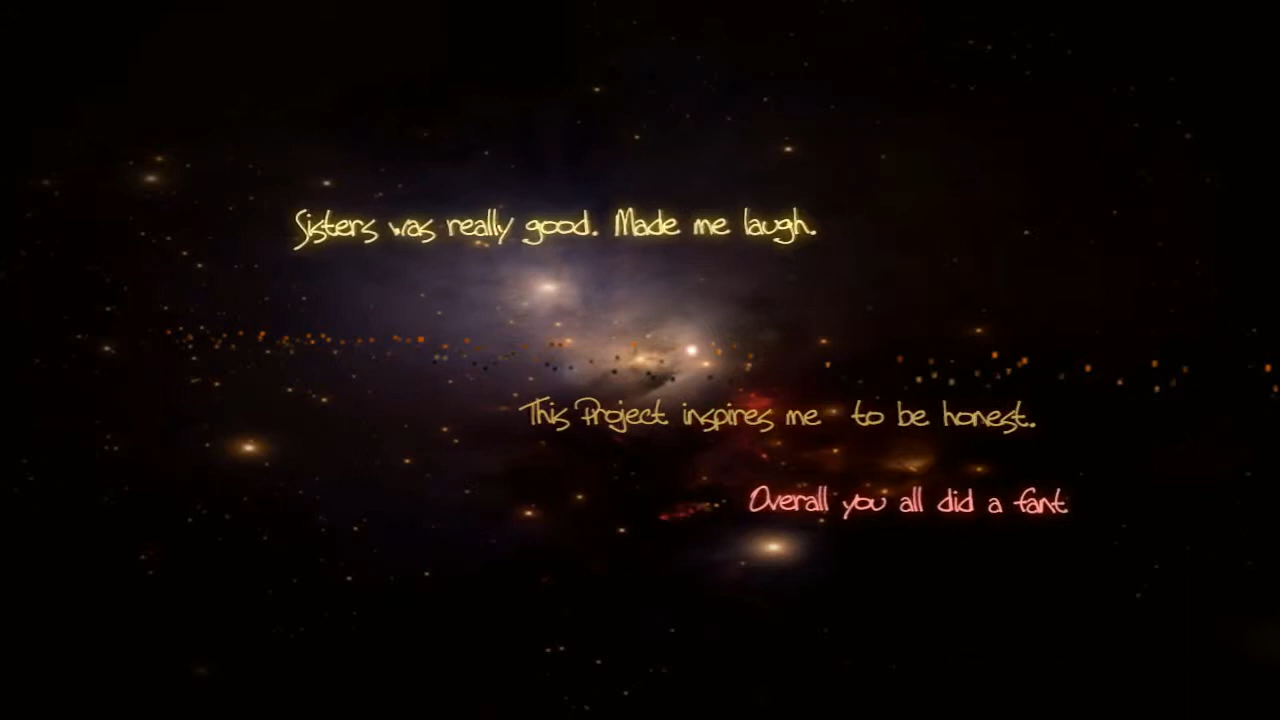 Sisters was really good. Made me laugh.
This Project inspires me to be honest.
Overall you all did a fant